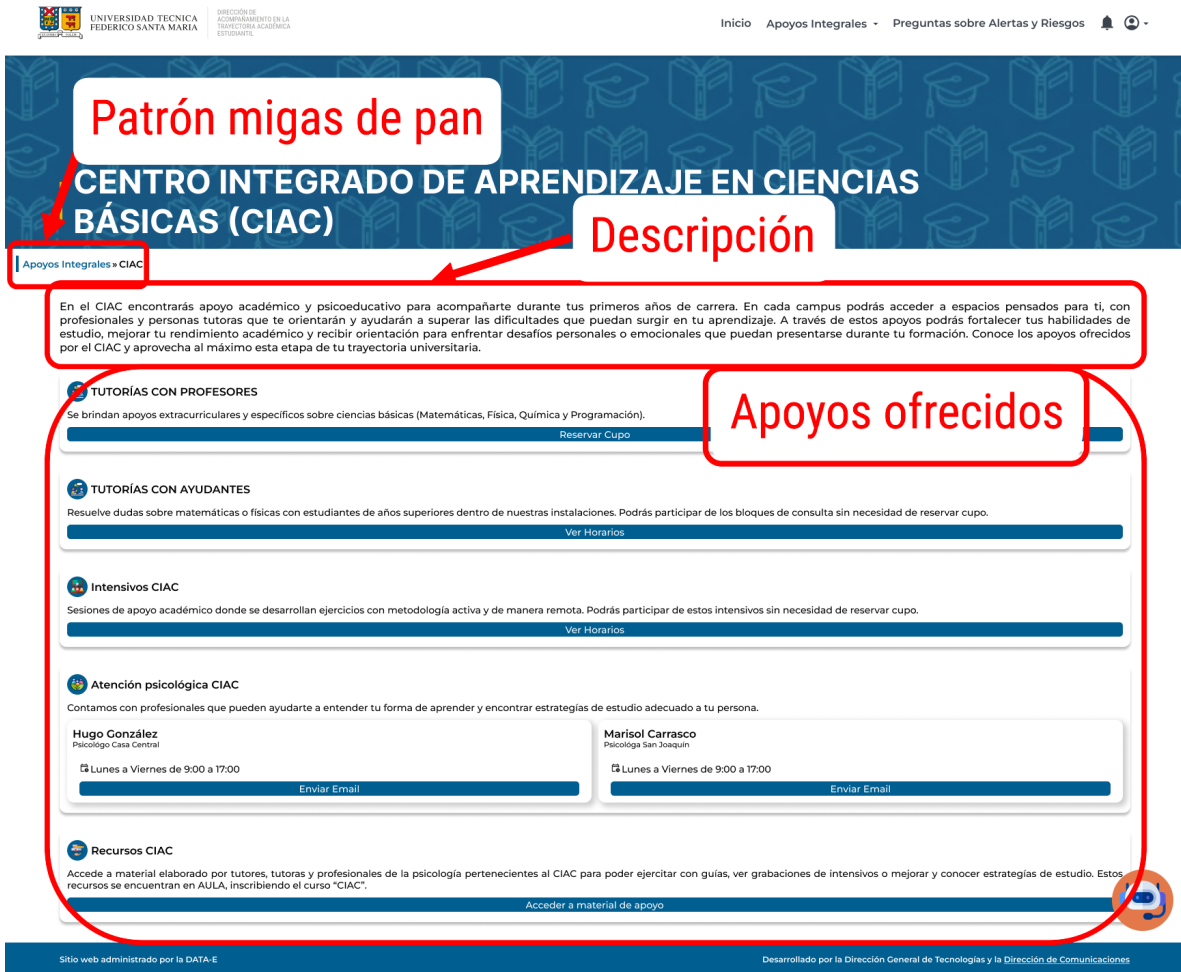 UNIVERSIDAD TECNICA
FEDERICO SANTA MARIA
DIRECCIÓN DE
ACOMPAÑAMIENTO EN LA
TRAYECTORIA ACADÉMICA
ESTUDIANTIL
Inicio
Apoyos Integrales
Preguntas sobre Alertas y Riesgos
Patrón migas de pan
CENTRO INTEGRADO DE APRENDIZAJE EN CIENCIAS
BÁSICAS (CIAC)
Descripción
Apoyos Integrales » CIAC
En el CIAC encontrarás apoyo académico y psicoeducativo para acompañarte durante tus primeros años de carrera. En cada campus podrás acceder a espacios pensados para ti, con
profesionales y personas tutoras que te orientarán y ayudarán a superar las dificultades que puedan surgir en tu aprendizaje. A través de estos apoyos podrás fortalecer tus habilidades de
estudio, mejorar tu rendimiento académico y recibir orientación para enfrentar desafíos personales o emocionales que puedan presentarse durante tu formación. Conoce los apoyos ofrecidos
por el CIAC y aprovecha al máximo esta etapa de tu trayectoria universitaria.
Apoyos ofrecidos
TUTORÍAS CON PROFESORES
Se brindan apoyos extracurriculares y específicos sobre ciencias básicas (Matemáticas, Física, Química y Programación).
Reservar Cupo
TUTORÍAS CON AYUDANTES
Resuelve dudas sobre matemáticas o físicas con estudiantes de años superiores dentro de nuestras instalaciones. Podrás participar de los bloques de consulta sin necesidad de reservar cupo.
Ver Horarios
Intensivos CIAC
Sesiones de apoyo académico donde se desarrollan ejercicios con metodología activa y de manera remota. Podrás participar de estos intensivos sin necesidad de reservar cupo.
Ver Horarios
Atención psicológica CIAC
Contamos con profesionales que pueden ayudarte a entender tu forma de aprender y encontrar estrategías de estudio adecuado a tu persona.
Hugo González
Psicólogo Casa Central
Lunes a Viernes de 9:00 a 17:00
Enviar Email
Marisol Carrasco
Psicológa San Joaquín
Lunes a Viernes de 9:00 a 17:00
Enviar Email
Recursos CIAC
Accede a material elaborado por tutores, tutoras y profesionales de la psicología pertenecientes al CIAC para poder ejercitar con guías, ver grabaciones de intensivos o mejorar y conocer estrategías de estudio. Estos
recursos se encuentran en AULA, inscribiendo el curso "CIAC".
Acceder a material de apoyo
Sitio web administrado por la DATA-E
Desarrollado por la Dirección General de Tecnologías y la Dirección de Comunicaciones